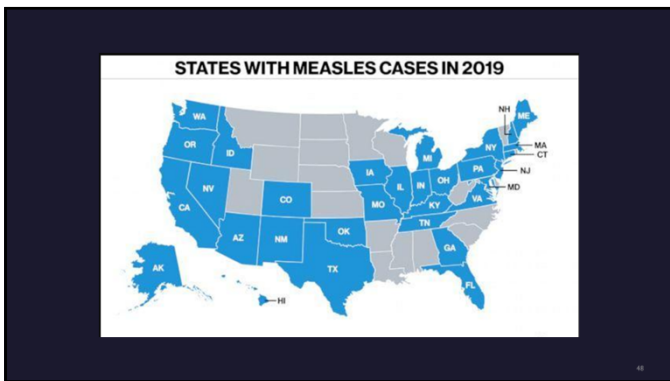 STATES WITH MEASLES CASES IN 2019
NH
ME
WA
OR
ID
MA
NY
CT
MI
NJ
PA
IA
OH
NV
IL
IN
MD
CO
MO
KY
VA
CA
TN
OK
AZ
NM
GA
TX
AK
FL
HI
48